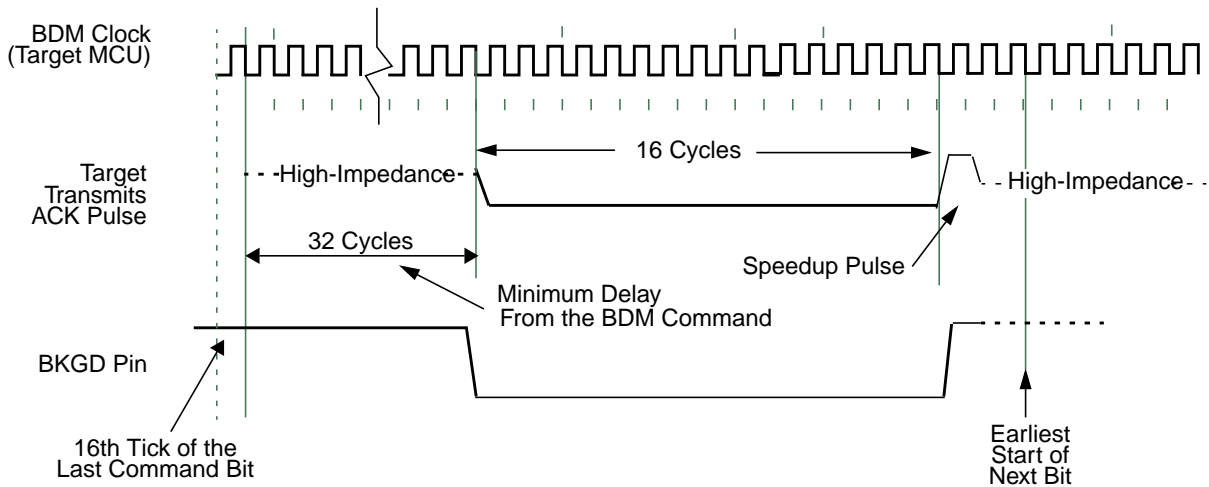 BDM Clock
(Target MCU)
16 Cycles
Target
Transmits
ACK Pulse
High-Impedance
High-Impedance
32 Cycles
Speedup Pulse
Minimum Delay
From the BDM Command
BKGD Pin
16th Tick of the
Last Command Bit
Earliest
Start of
Next Bit